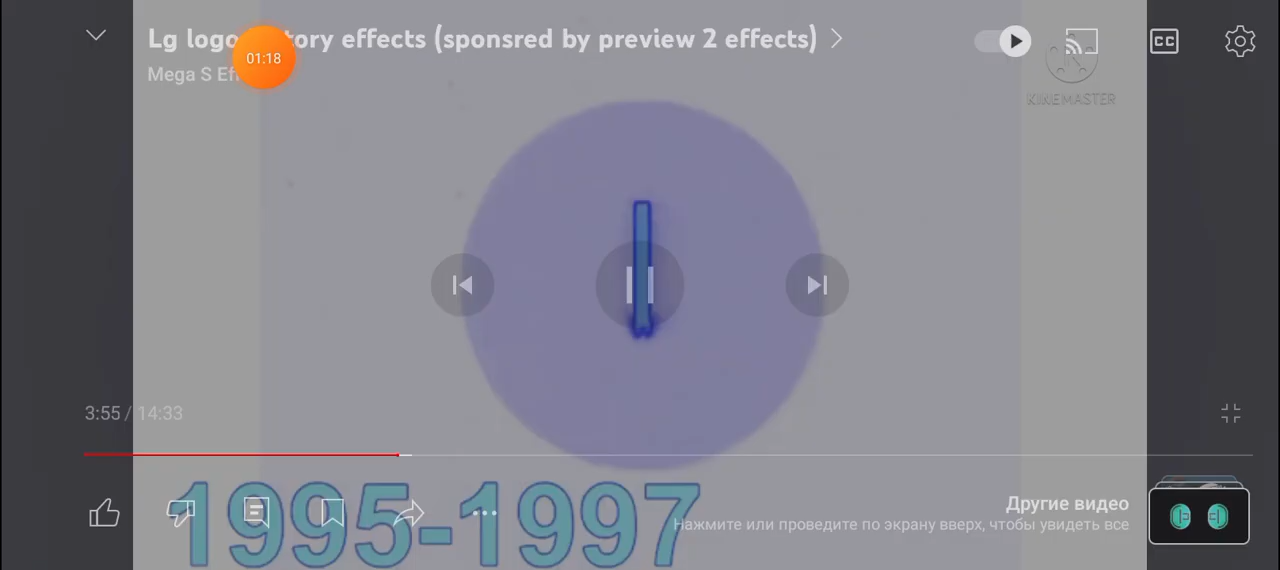 Lg logo tory effects (sponsred by preview 2 effects)
01:18
Mega S Ef
CC
KINEMASTER
3:55 / 14:33
1995-1997
Другие видео
Нажмите или проведите по экрану вверх, чтобы увидеть все